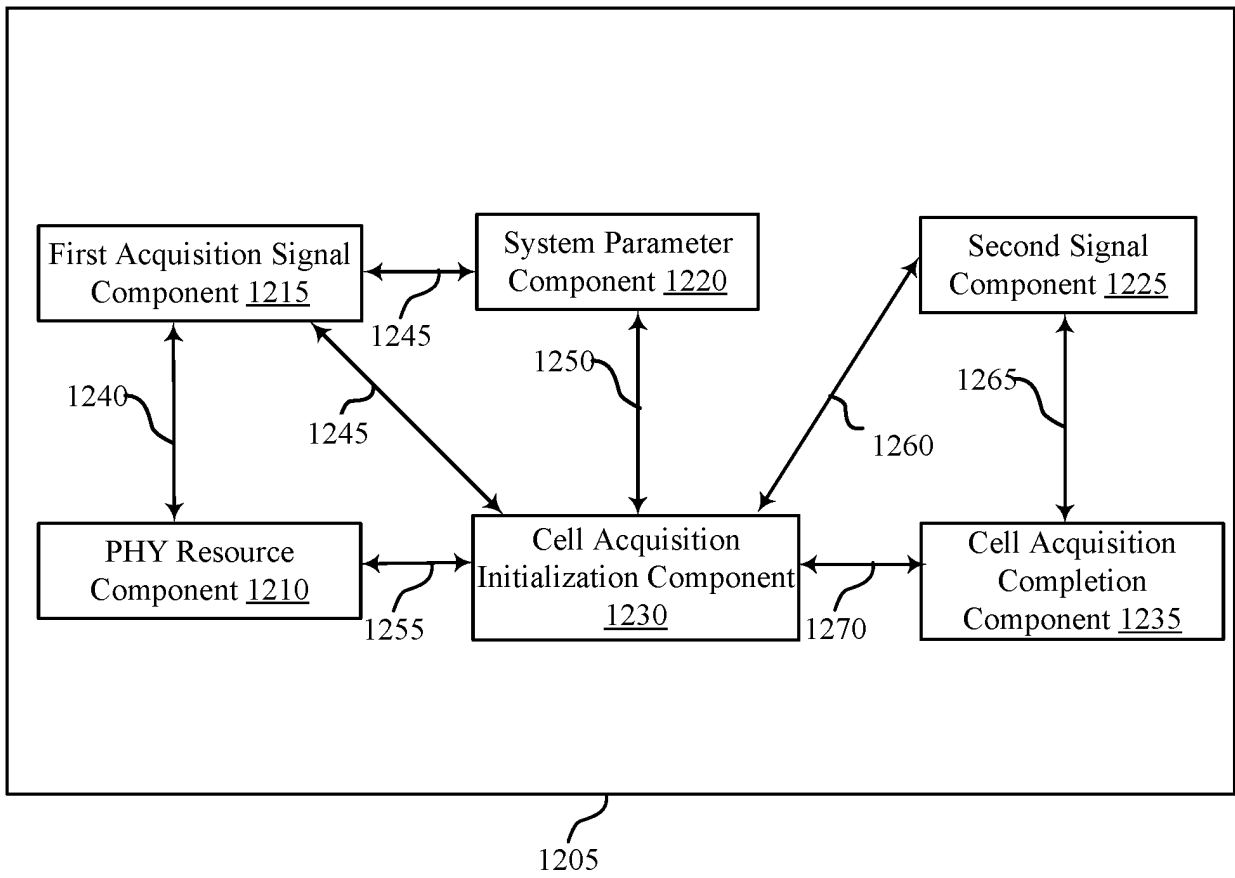 First Acquisition Signal
Component 1215
System Parameter
Component 1220
Second Signal
Component 1225
1245
1240
1245
1250
1260
1265
PHY Resource
Component 1210
Cell Acquisition
Initialization Component
1230
Cell Acquisition
Completion
Component 1235
1255
1270
1205